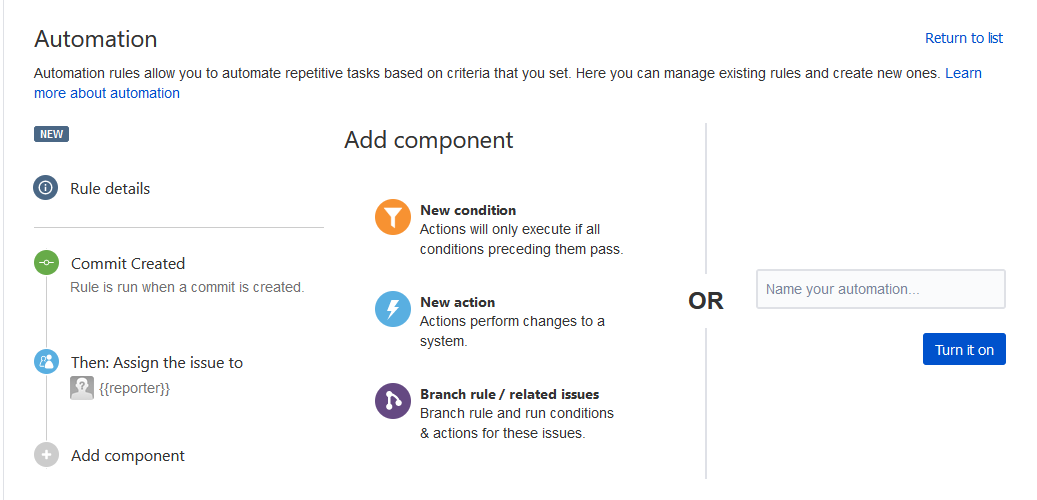 Automation
Return to list
Automation rules allow you to automate repetitive tasks based on criteria that you set. Here you can manage existing rules and create new ones. Learn
more about automation
NEW
Rule details
Commit Created
Rule is run when a commit is created.
Then: Assign the issue to
{{reporter}}
Add component
Add component
New condition
Actions will only execute if all
conditions preceding them pass.
New action
Actions perform changes to a
system.
Branch rule / related issues
Branch rule and run conditions
& actions for these issues.
OR
Name your automation...
Turn it on